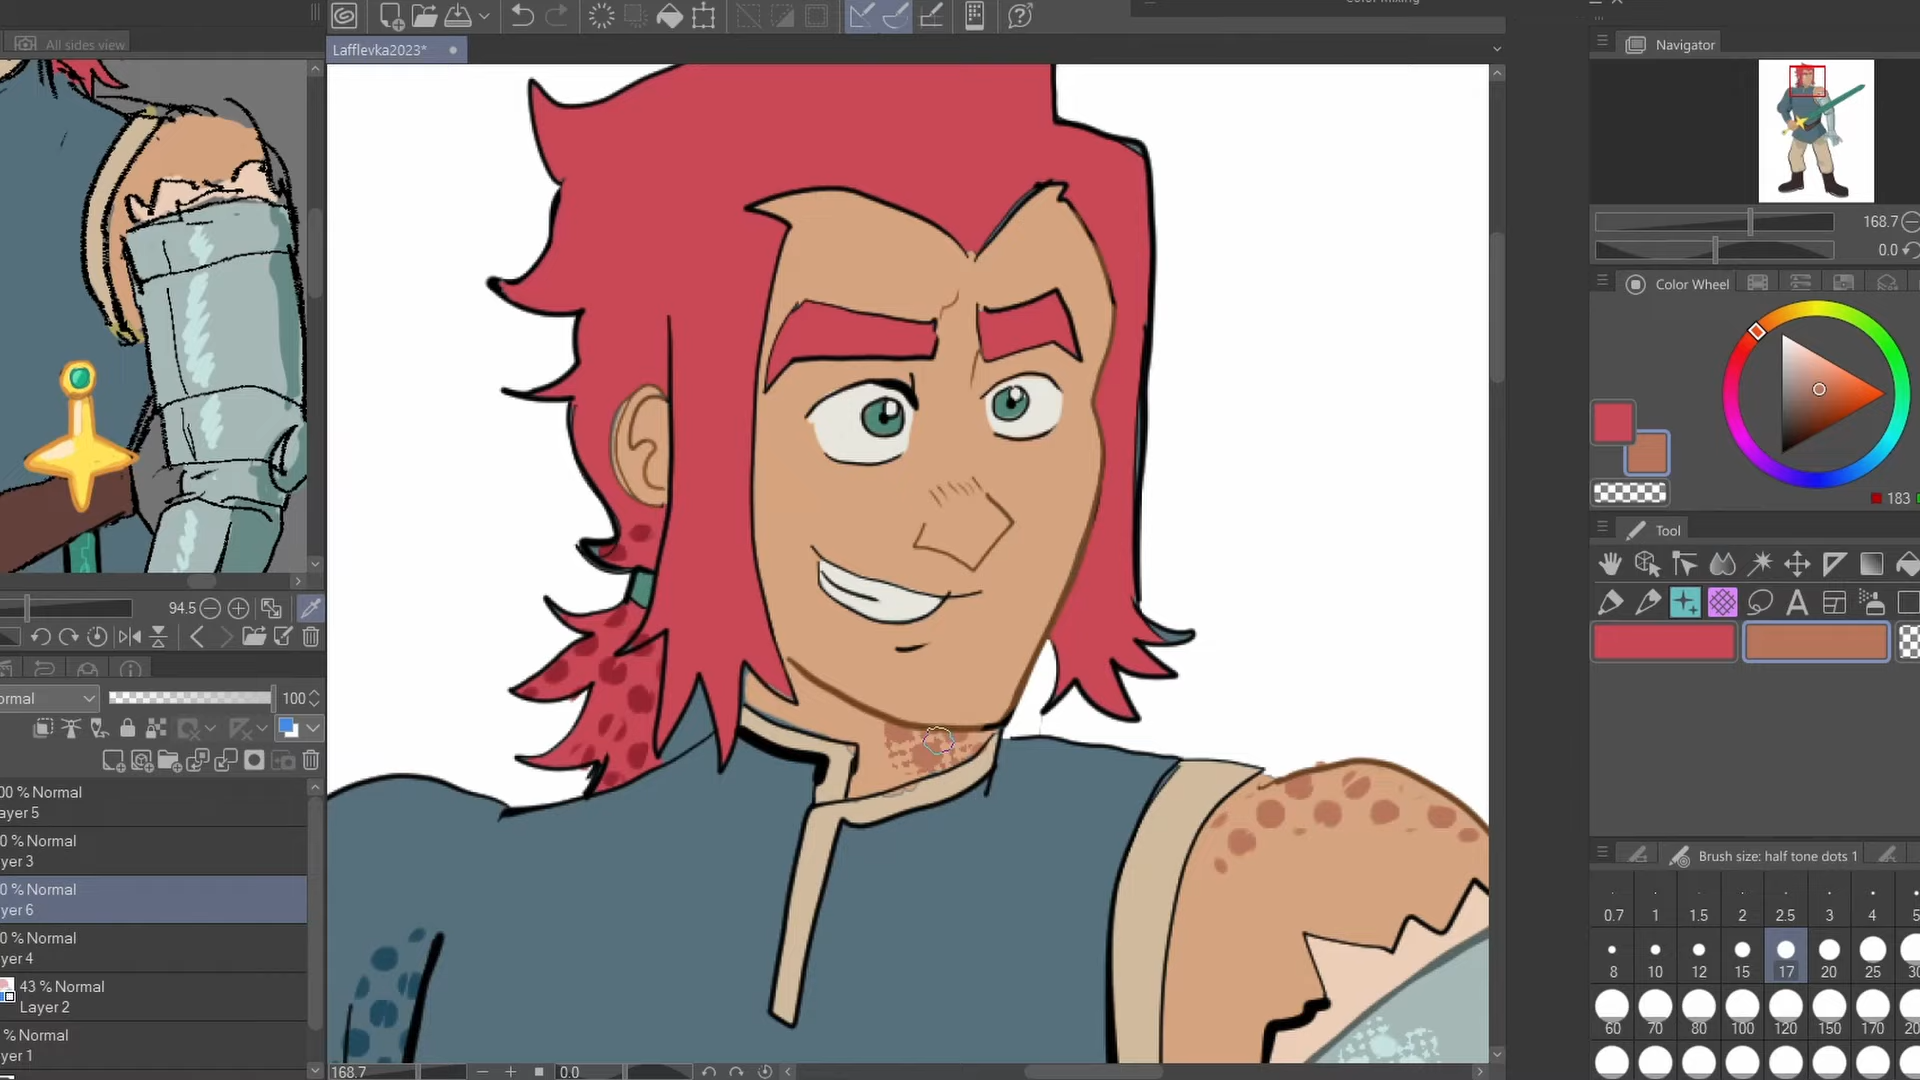 All sides view
Lafflevka2023*
Navigator
168.7
0.0
Color Wheel
183
Tool
94.5
ormal
100
00 % Normal
ayer 5
0 % Normal
yer 3
0 % Normal
yer 6
0 % Normal
yer 4
43 % Normal
Layer 2
% Normal
yer 1
Brush size: half tone dots 1
0.7 1 1.5 2 2.5 3 4 5
8 10 12 15 17 20 25 30
60 70 80 100 120 150 170 20
168.7
0.0